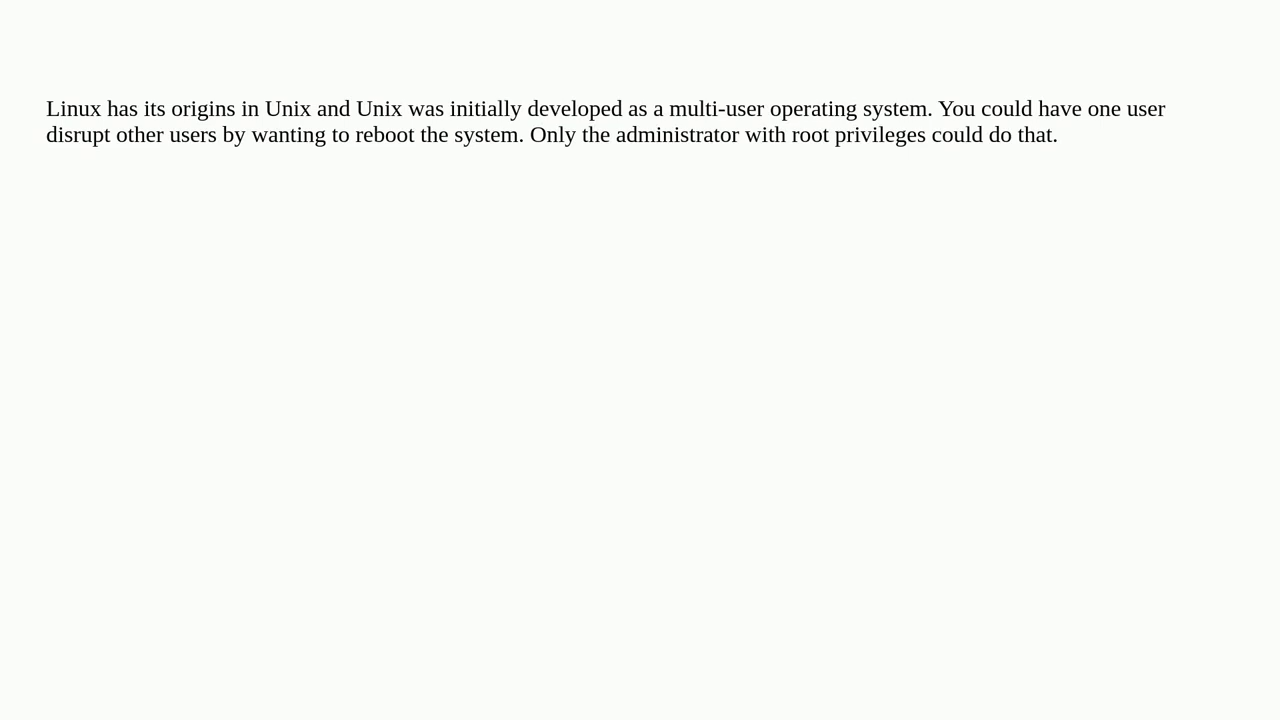 Linux has its origins in Unix and Unix was initially developed as a multi-user operating system. You could have one user
disrupt other users by wanting to reboot the system. Only the administrator with root privileges could do that.